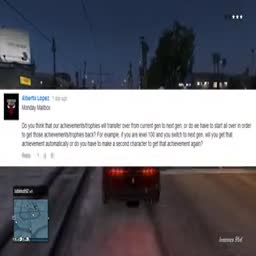 Alberto Lopez 1 day ago
Monday Mailbox
Do you think that our achievements/trophies will transfer over from current gen to next gen, or do we have to start all over in order
to get those achievements/trophies back? For example, if you are level 100 and you switch to next gen, will you get that
achievement automatically or do you have to make a second character to get that achievement again?
Reply